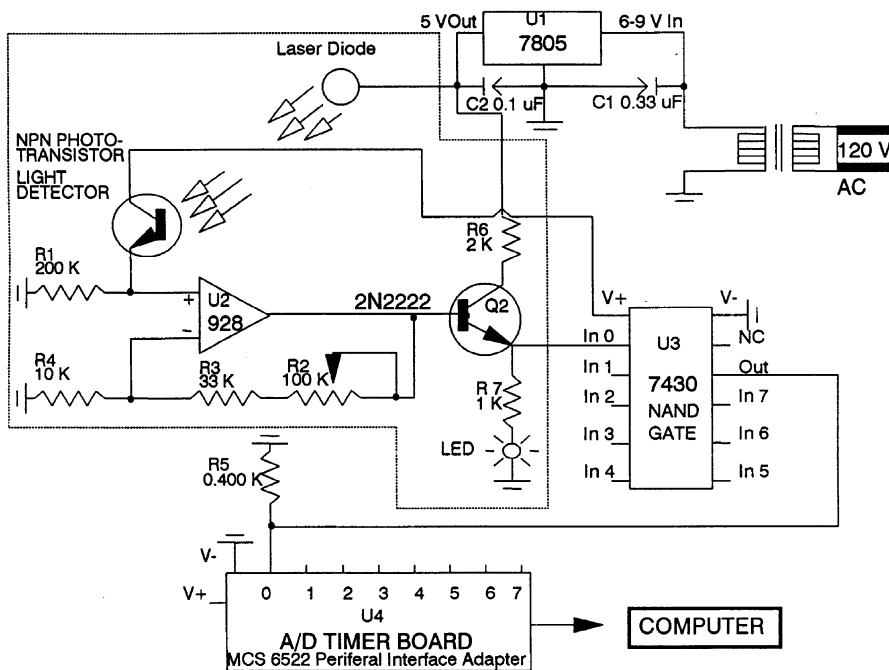 5 VOut
U1
7805
6-9 V In
Laser Diode
C2 0.1 uF
C1 0.33 uF
120 V
AC
NPN PHOTO-
TRANSISTOR
LIGHT
DETECTOR
R6
2 K
R1
200 K
+
U2
928
-
2N2222
Q2
V+
V-
In 0
U3
NC
R4
10 K
R3
33 K
R2
100 K
In 1
7430
Out
R 7
1 K
In 2
NAND
In 7
GATE
In 3
In 6
LED
In 4
In 5
R5
0.400 K
V-
V+
0 1 2 3 4 5 6 7
U4
A/D TIMER BOARD
MCS 6522 Periferal Interface Adapter
COMPUTER